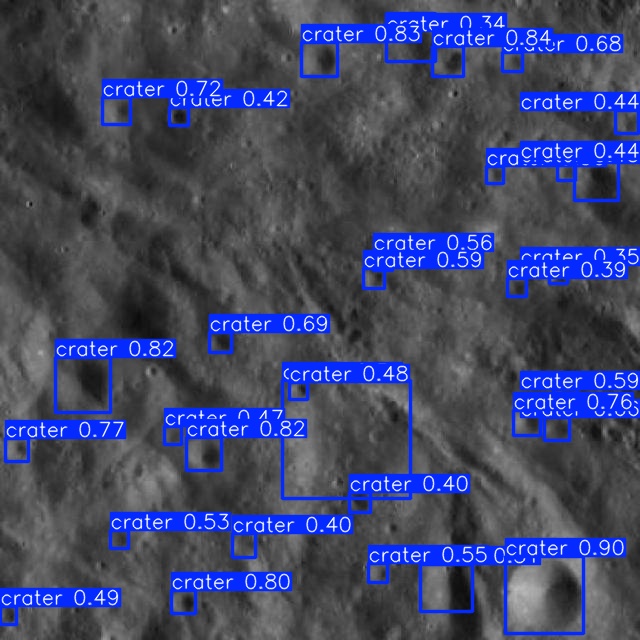 crater 0.34
crater 0.83
crater 0.84
crater 0.68
crater 0.72
crater 0.42
crater 0.44
crater 0.44
crater 0.56
crater 0.59
crater 0.35
crater 0.39
crater 0.69
crater 0.82
crater 0.48
crater 0.59
crater 0.76
crater 0.47
crater 0.82
crater 0.77
crater 0.40
crater 0.53
crater 0.40
crater 0.55
crater 0.90
crater 0.80
crater 0.49